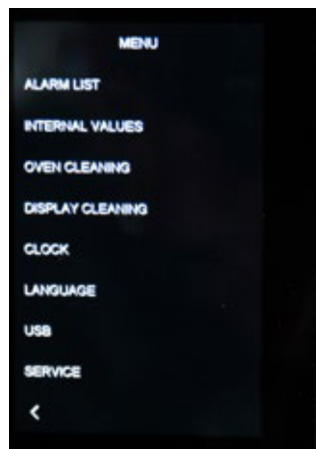 MENU
ALARM LIST
INTERNAL VALUES
OVEN CLEANING
DISPLAY CLEANING
CLOCK
LANGUAGE
USB
SERVICE